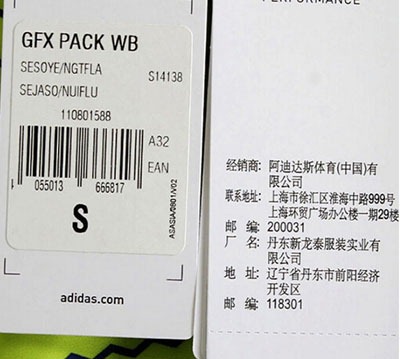 GFX PACK WB
SESOYE/NGTFLA
S14138
SEJASO/NUIFLU
110801588
A32
EAN
1 055013 666817
S
ASASIA/0801/V02
adidas.com
PERFORMANCE
经销商: 阿迪达斯体育(中国)有
限公司
联系地址: 上海市徐汇区淮海中路999号
上海环贸广场办公楼一期29楼
邮 编: 200031
厂 名: 丹东新龙泰服装实业有
限公司
地 址: 辽宁省丹东市前阳经济
开发区
邮 编: 118301